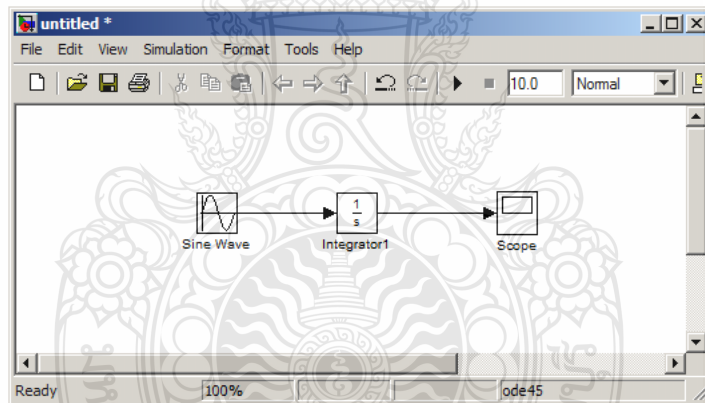 untitled *
File Edit View Simulation Format Tools Help
10.0 Normal
1
s
Sine Wave Integrator1 Scope
Ready 100% ode45